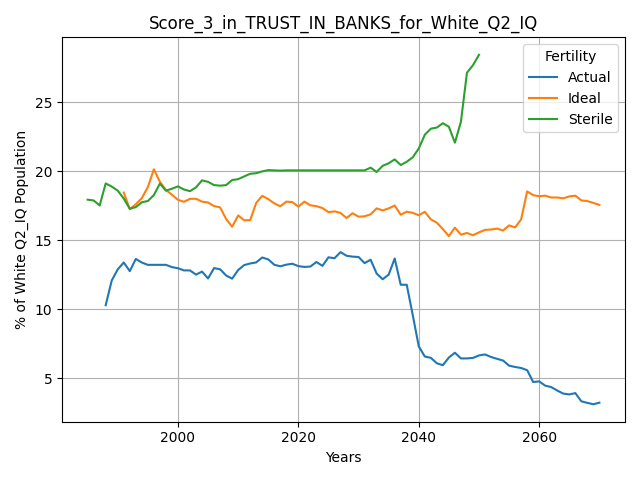 Score_3_in_TRUST_IN_BANKS_for_White_Q2_IQ
Fertility
Actual
Ideal
Sterile
% of White Q2_IQ Population
25
20
15
10
5
2000
2020
2040
2060
Years